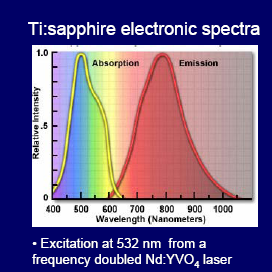 Ti:sapphire electronic spectra
1.0
Absorption
Emission
Relative Intensity
.5
0
400 500 600 700 800 900 1000
Wavelength (Nanometers)
• Excitation at 532 nm from a
frequency doubled Nd:YVO4 laser